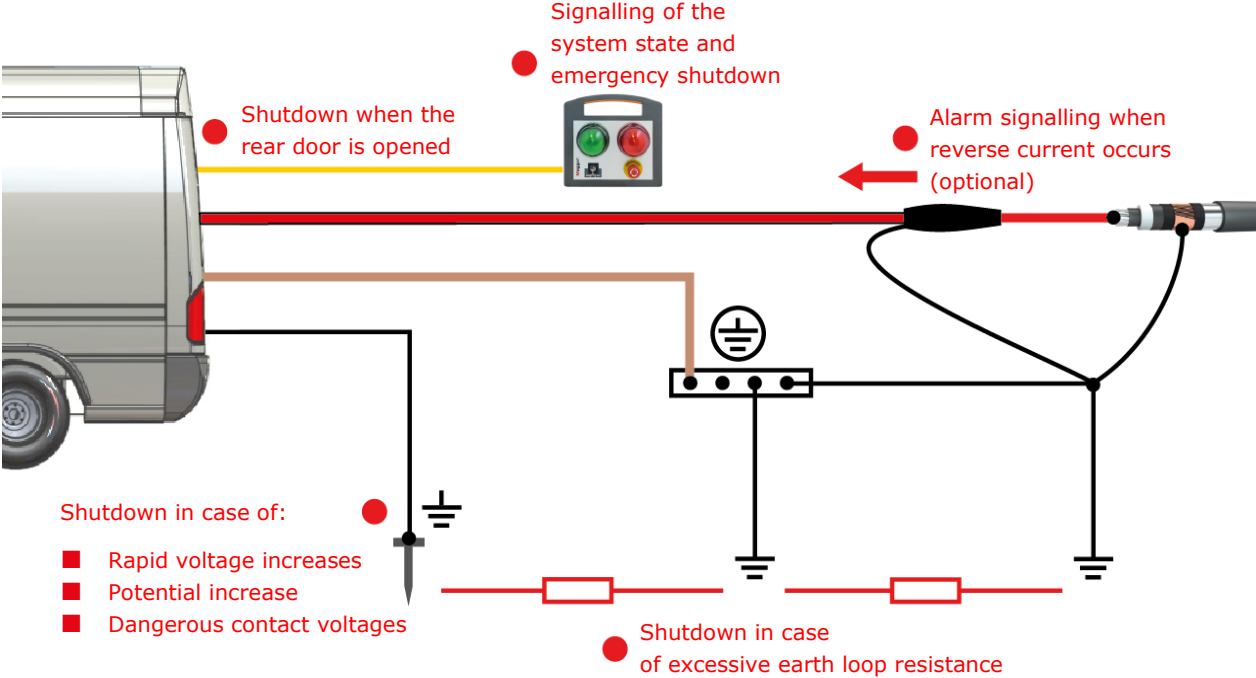 Signalling of the
system state and
emergency shutdown
Shutdown when the
rear door is opened
Alarm signalling when
reverse current occurs
(optional)
Shutdown in case of:
Rapid voltage increases
Potential increase
Dangerous contact voltages
Shutdown in case
of excessive earth loop resistance